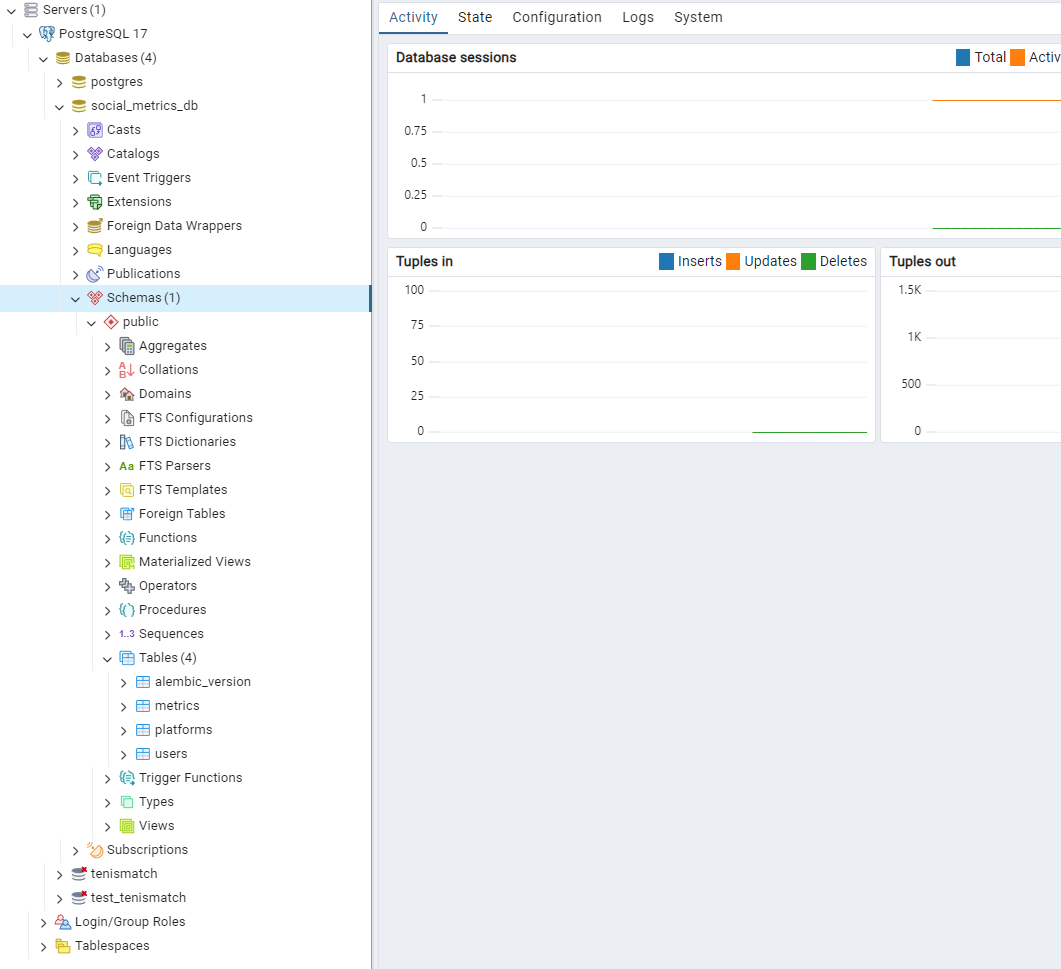 Servers (1)
PostgreSQL 17
Databases (4)
postgres
social_metrics_db
Casts
Catalogs
Event Triggers
Extensions
Foreign Data Wrappers
Languages
Publications
Schemas (1)
public
Aggregates
Collations
Domains
FTS Configurations
FTS Dictionaries
Aa FTS Parsers
FTS Templates
Foreign Tables
Functions
Materialized Views
Operators
Procedures
1..3 Sequences
Tables (4)
alembic_version
metrics
platforms
users
Trigger Functions
Types
Views
Subscriptions
tenismatch
test_tenismatch
Login/Group Roles
Tablespaces
Activity State Configuration Logs System
Database sessions Total Activ
1
0.75
0.5
0.25
0
Tuples in Inserts Updates Deletes
100
75
50
25
0
Tuples out
1.5K
1K
500
0